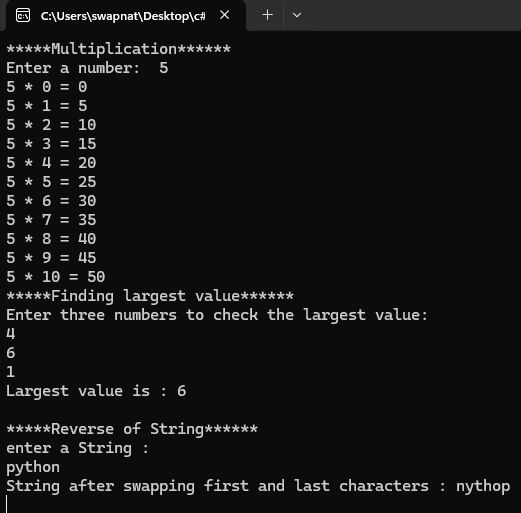 C:\Users\swapnat\Desktop\c#
*****Multiplication******
Enter a number:  5
5 * 0 = 0
5 * 1 = 5
5 * 2 = 10
5 * 3 = 15
5 * 4 = 20
5 * 5 = 25
5 * 6 = 30
5 * 7 = 35
5 * 8 = 40
5 * 9 = 45
5 * 10 = 50
*****Finding largest value******
Enter three numbers to check the largest value:
4
6
1
Largest value is : 6
*****Reverse of String******
enter a String :
python
String after swapping first and last characters : nythop